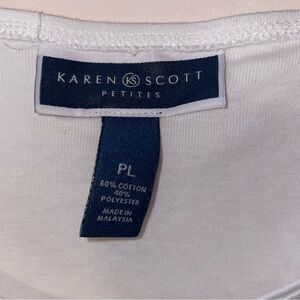 KAREN KS SCOTT
PETITES
PL
60% COTTON
40%
POLYESTER
MADE IN
MALAYSIA